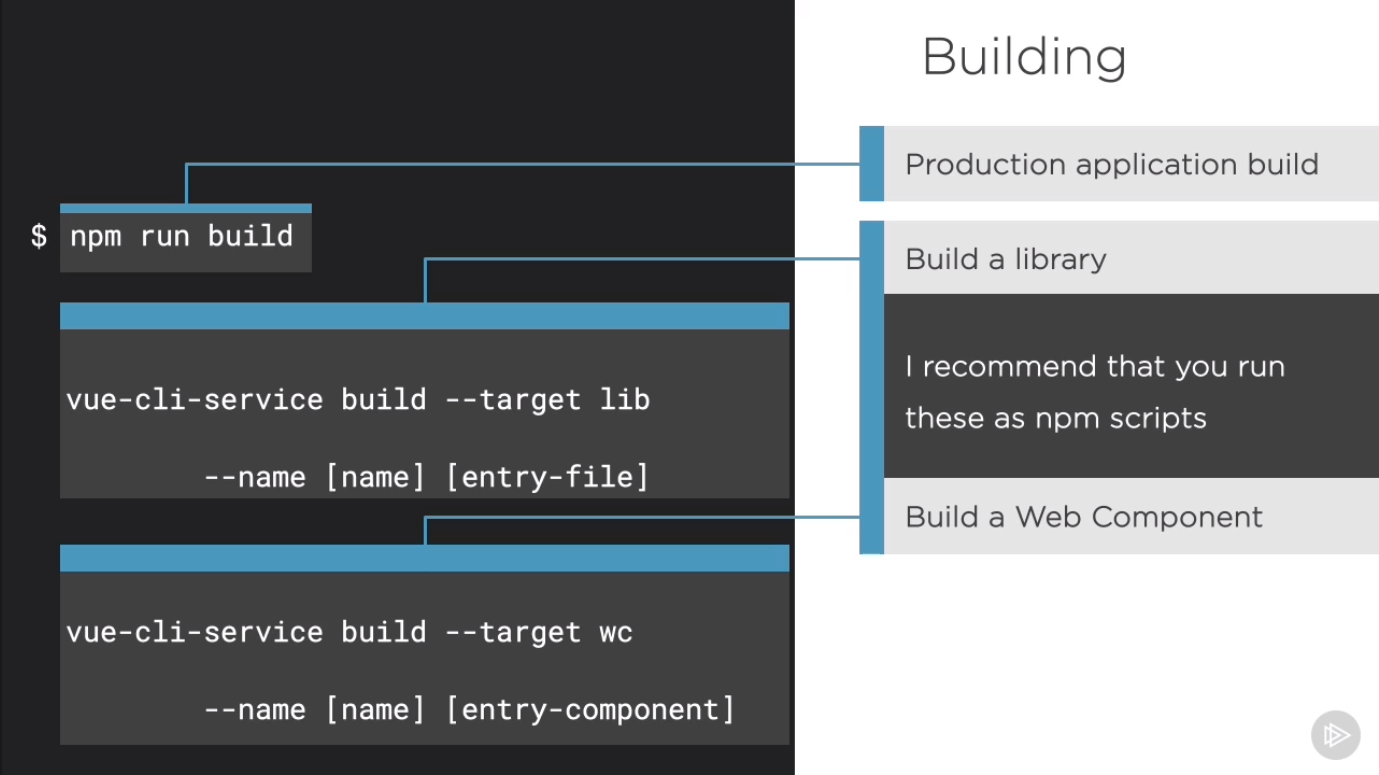 Building
Production application build
$ npm run build
Build a library
I recommend that you run
these as npm scripts
vue-cli-service build --target lib
--name [name] [entry-file]
Build a Web Component
vue-cli-service build --target wc
--name [name] [entry-component]